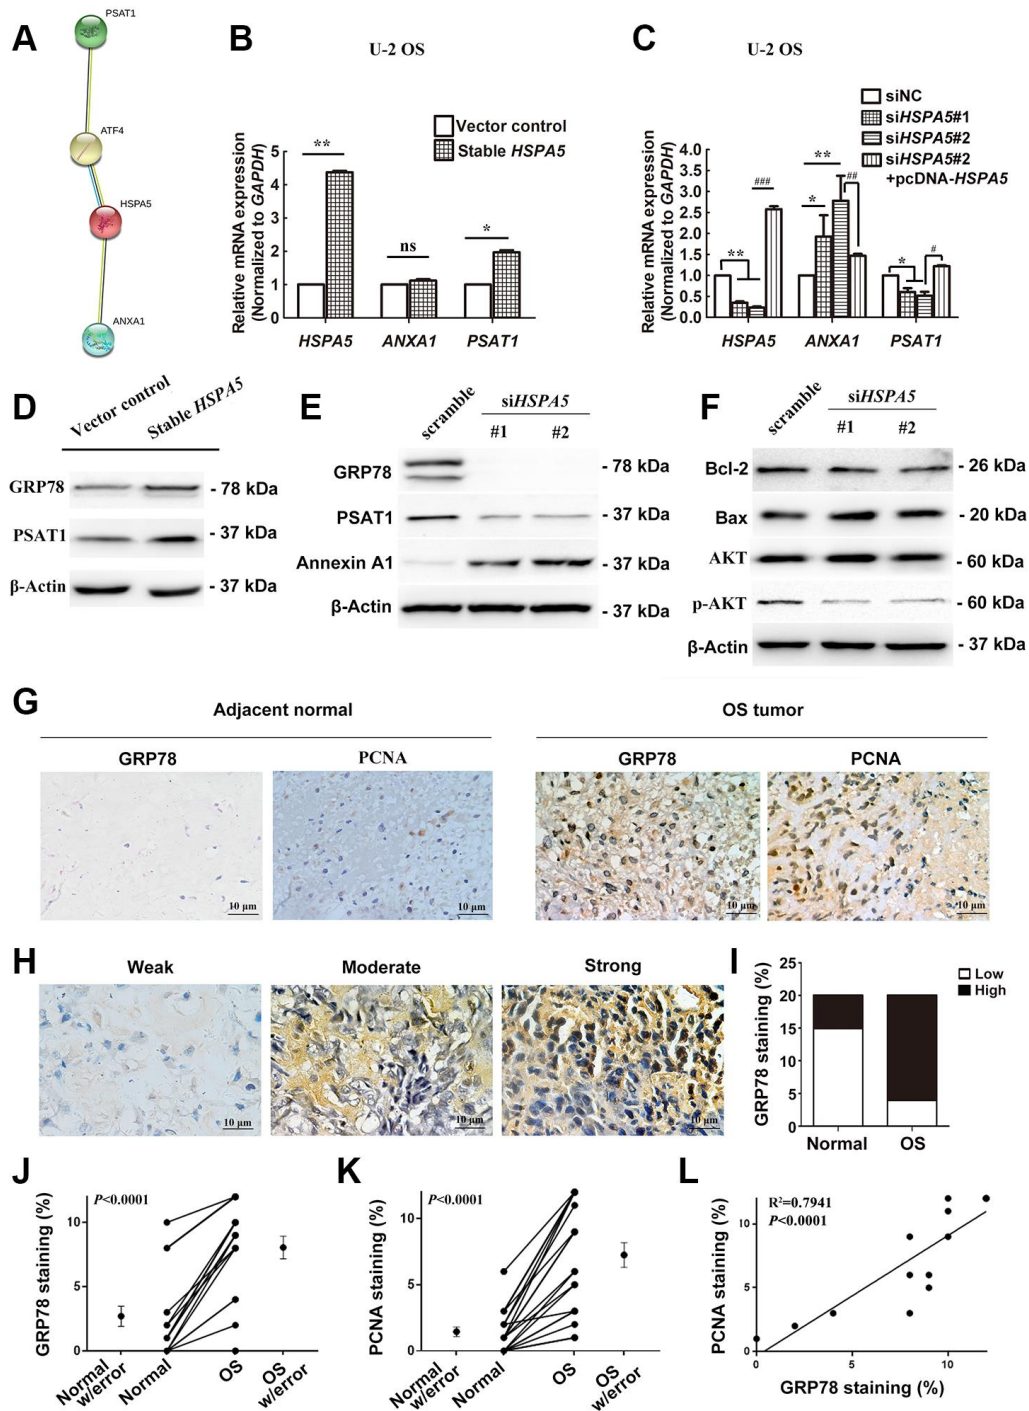 A
PSAT1
ATF4
HSPA5
ANXA1
B
U-2 OS
Vector control
Stable HSPA5
Relative mRNA expression
(Normalized to GAPDH)
5
4
3
2
1
0
**
ns
*
HSPA5 ANXA1 PSAT1
C
U-2 OS
siNC
siHSPA5#1
siHSPA5#2
siHSPA5#2
+pcDNA-HSPA5
Relative mRNA expression
(Normalized to GAPDH)
4.0
3.5
3.0
2.5
2.0
1.5
1.0
0.5
0.0
** ###
* ** ##
* #
HSPA5 ANXA1 PSAT1
D
Vector control Stable HSPA5
GRP78 - 78 kDa
PSAT1 - 37 kDa
β-Actin - 37 kDa
E
scramble siHSPA5
#1 #2
GRP78 - 78 kDa
PSAT1 - 37 kDa
Annexin A1 - 37 kDa
β-Actin - 37 kDa
F
scramble siHSPA5
#1 #2
Bcl-2 - 26 kDa
Bax - 20 kDa
AKT - 60 kDa
p-AKT - 60 kDa
β-Actin - 37 kDa
G
Adjacent normal OS tumor
GRP78 PCNA GRP78 PCNA
10 μm 10 μm 10 μm 10 μm
H
Weak Moderate Strong
10 μm 10 μm 10 μm
I
GRP78 staining (%)
25
20
15
10
5
0
Low
High
Normal OS
J
P<0.0001
GRP78 staining (%)
10
5
0
Normal w/error Normal OS OS w/error
K
P<0.0001
PCNA staining (%)
10
5
0
Normal w/error Normal OS OS w/error
L
R²=0.7941
P<0.0001
PCNA staining (%)
10
5
0
0 5 10
GRP78 staining (%)